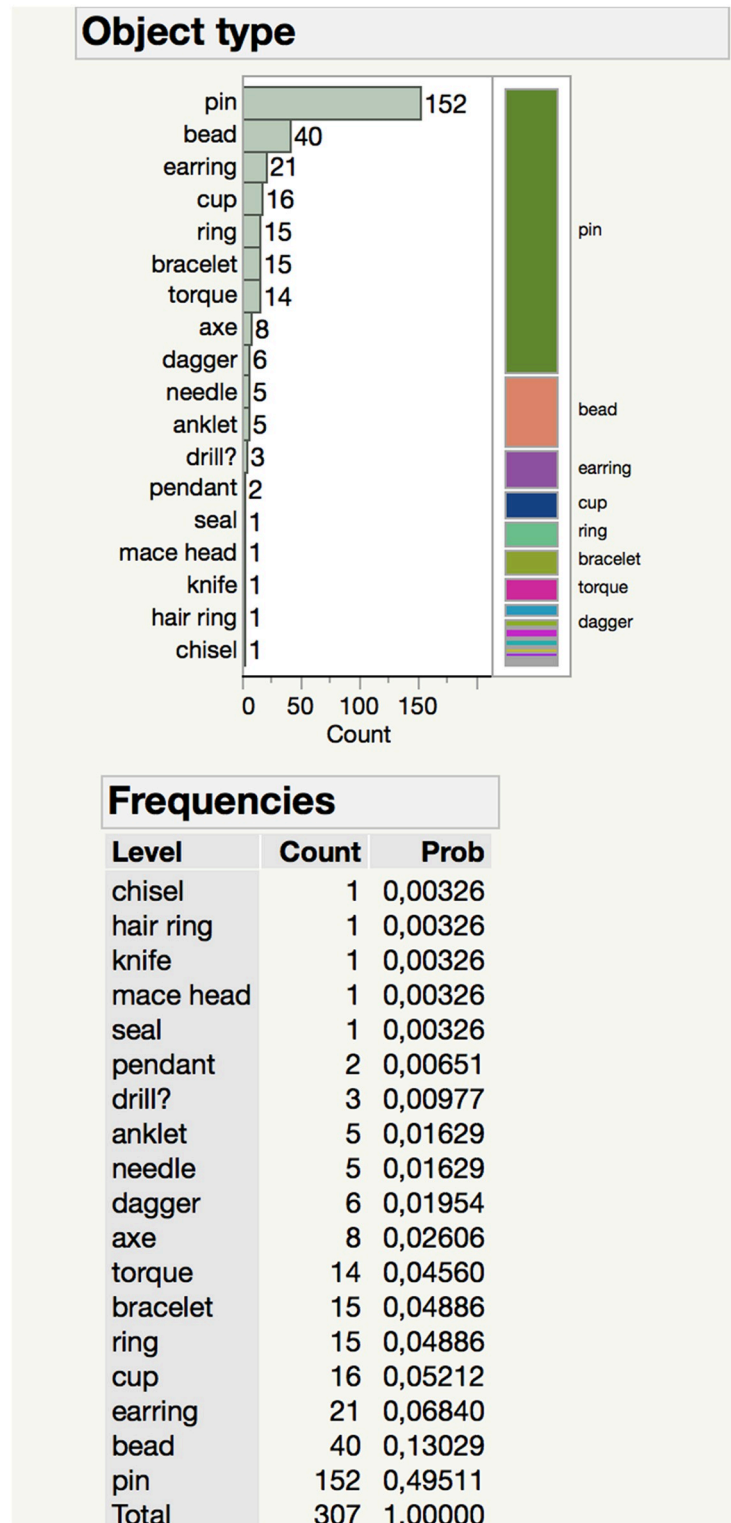 Object type
pin 152
bead 40
earring 21
cup 16
ring 15
bracelet 15
torque 14
axe 8
dagger 6
needle 5
anklet 5
drill? 3
pendant 2
seal 1
mace head 1
knife 1
hair ring 1
chisel 1
0 50 100 150
Count
pin
bead
earring
cup
ring
bracelet
torque
dagger
Frequencies
Level Count Prob
chisel 1 0,00326
hair ring 1 0,00326
knife 1 0,00326
mace head 1 0,00326
seal 1 0,00326
pendant 2 0,00651
drill? 3 0,00977
anklet 5 0,01629
needle 5 0,01629
dagger 6 0,01954
axe 8 0,02606
torque 14 0,04560
bracelet 15 0,04886
ring 15 0,04886
cup 16 0,05212
earring 21 0,06840
bead 40 0,13029
pin 152 0,49511
Total 307 1,00000